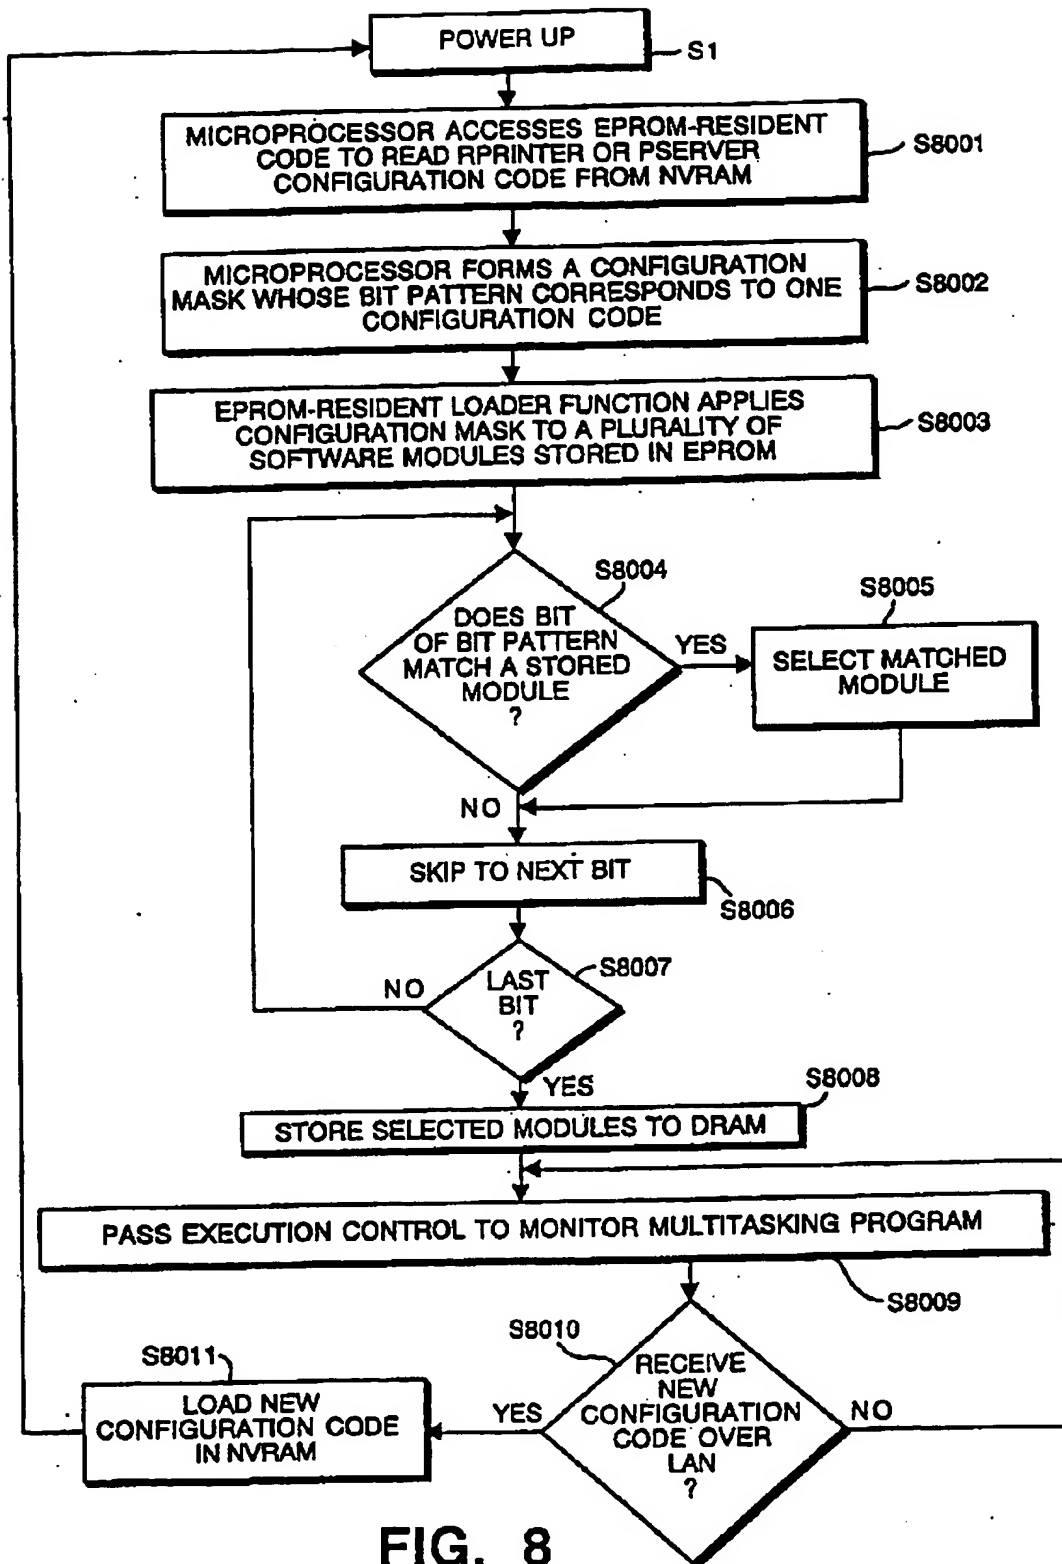 POWER UP
S1
MICROPROCESSOR ACCESSES EPROM-RESIDENT
CODE TO READ RPRINTER OR PSERVER
CONFIGURATION CODE FROM NVRAM
S8001
MICROPROCESSOR FORMS A CONFIGURATION
MASK WHOSE BIT PATTERN CORRESPONDS TO ONE
CONFIGURATION CODE
S8002
EPROM-RESIDENT LOADER FUNCTION APPLIES
CONFIGURATION MASK TO A PLURALITY OF
SOFTWARE MODULES STORED IN EPROM
S8003
S8004
DOES BIT
OF BIT PATTERN
MATCH A STORED
MODULE
?
YES
S8005
SELECT MATCHED
MODULE
NO
SKIP TO NEXT BIT
S8006
S8007
LAST
BIT
?
NO
YES
S8008
STORE SELECTED MODULES TO DRAM
PASS EXECUTION CONTROL TO MONITOR MULTITASKING PROGRAM
S8009
S8010
RECEIVE
NEW
CONFIGURATION
CODE OVER
LAN
?
YES
NO
S8011
LOAD NEW
CONFIGURATION CODE
IN NVRAM
FIG. 8